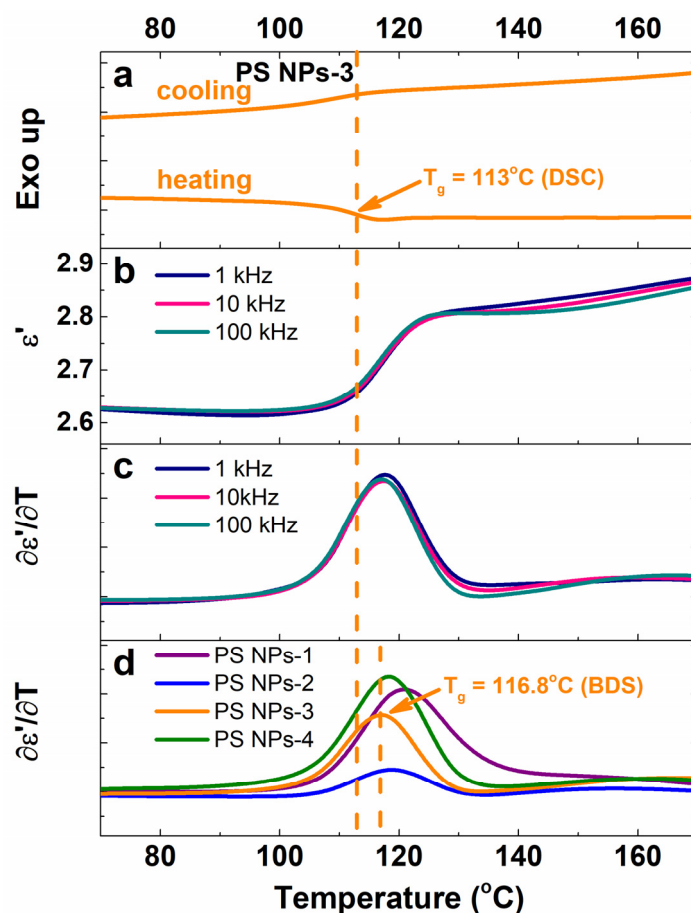 80 100 120 140 160
a
PS NPs-3
cooling
heating
T_g = 113°C (DSC)
Exo up
b
1 kHz
10 kHz
100 kHz
2.9
2.8
2.7
2.6
ε'
c
1 kHz
10kHz
100 kHz
∂ε'/∂T
d
PS NPs-1
PS NPs-2
PS NPs-3
PS NPs-4
T_g = 116.8°C (BDS)
∂ε'/∂T
80 100 120 140 160
Temperature (°C)